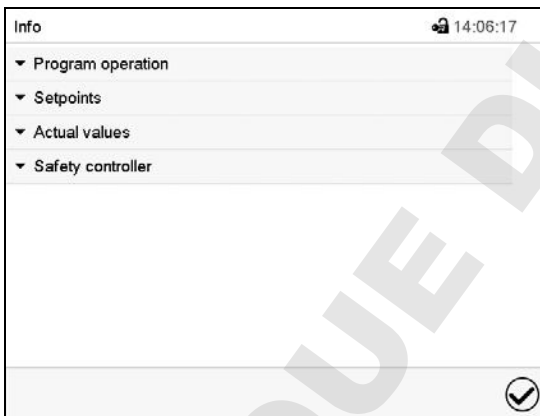 Info 14:06:17
Program operation
Setpoints
Actual values
Safety controller